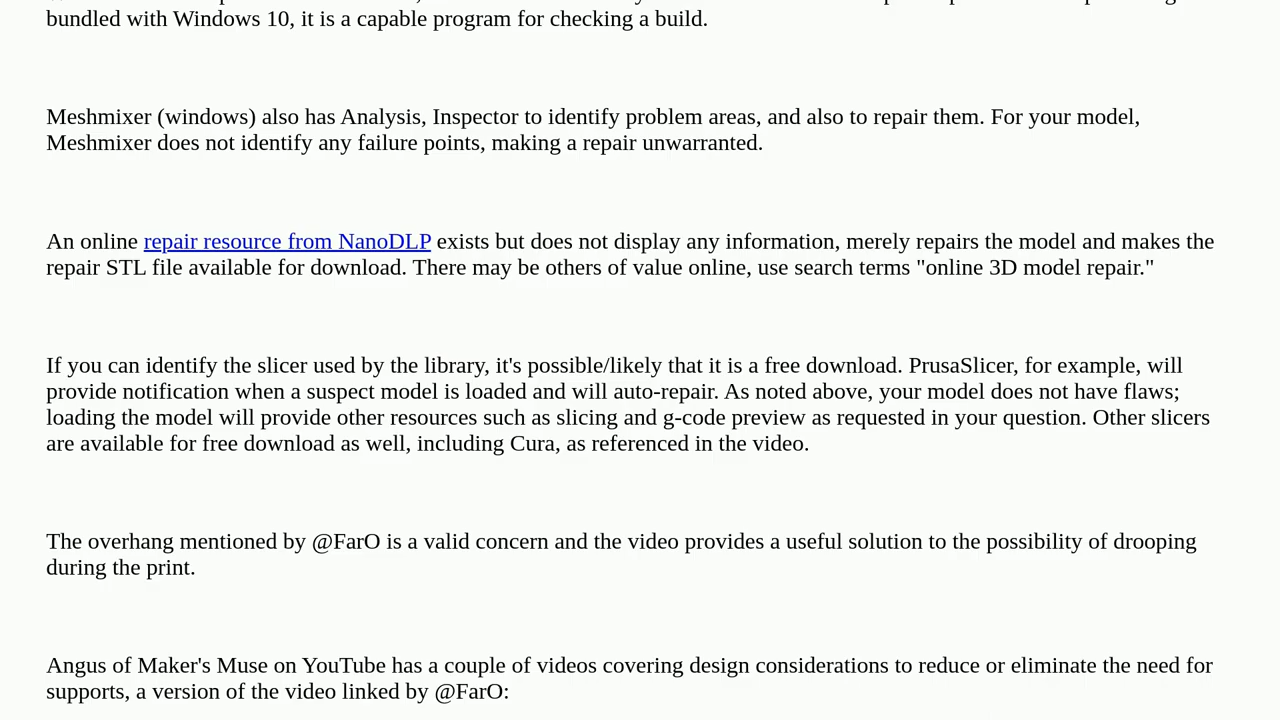 bundled with Windows 10, it is a capable program for checking a build.
Meshmixer (windows) also has Analysis, Inspector to identify problem areas, and also to repair them. For your model,
Meshmixer does not identify any failure points, making a repair unwarranted.
An online repair resource from NanoDLP exists but does not display any information, merely repairs the model and makes the
repair STL file available for download. There may be others of value online, use search terms "online 3D model repair."
If you can identify the slicer used by the library, it's possible/likely that it is a free download. PrusaSlicer, for example, will
provide notification when a suspect model is loaded and will auto-repair. As noted above, your model does not have flaws;
loading the model will provide other resources such as slicing and g-code preview as requested in your question. Other slicers
are available for free download as well, including Cura, as referenced in the video.
The overhang mentioned by @FarO is a valid concern and the video provides a useful solution to the possibility of drooping
during the print.
Angus of Maker's Muse on YouTube has a couple of videos covering design considerations to reduce or eliminate the need for
supports, a version of the video linked by @FarO: